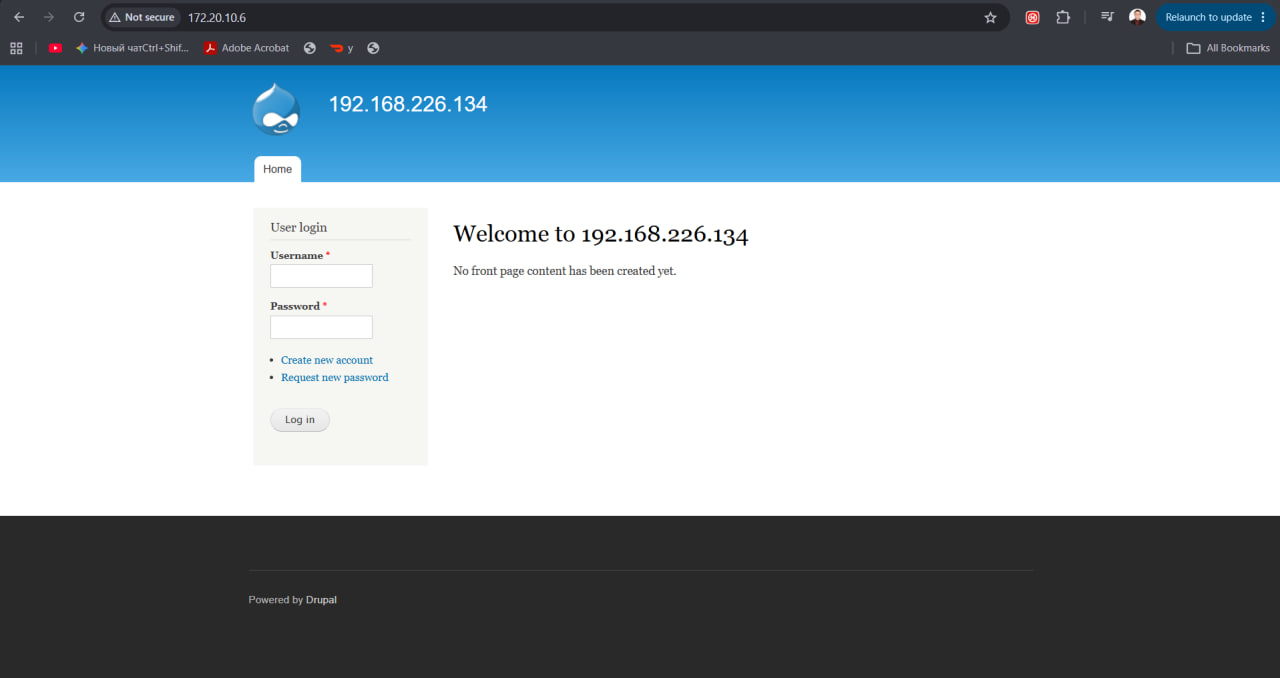 Not secure 172.20.10.6 Relaunch to update
Новый чатCtrl+Shif... Adobe Acrobat y All Bookmarks
192.168.226.134
Home
User login
Username *
Password *
Create new account
Request new password
Log in
Welcome to 192.168.226.134
No front page content has been created yet.
Powered by Drupal